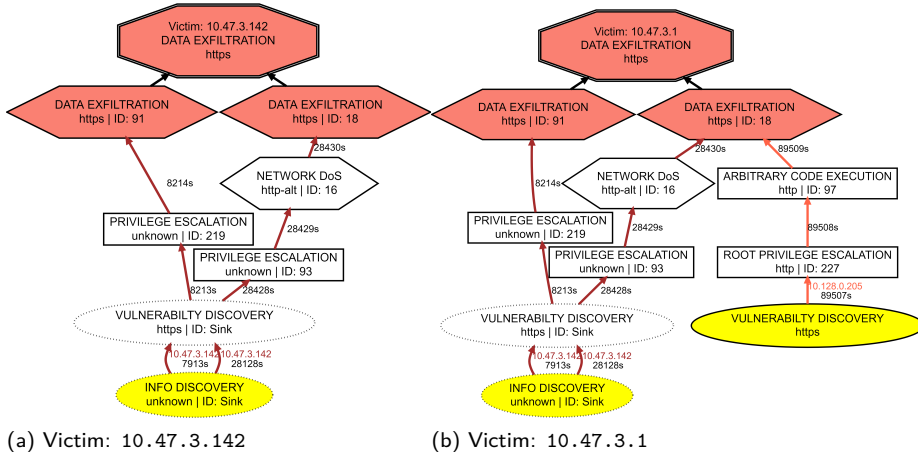 Victim: 10.47.3.142
DATA EXFILTRATION
https
DATA EXFILTRATION
https | ID: 91
DATA EXFILTRATION
https | ID: 18
28430s
NETWORK DoS
http-alt | ID: 16
8214s
PRIVILEGE ESCALATION
unknown | ID: 219
28429s
PRIVILEGE ESCALATION
unknown | ID: 93
8213s
28428s
VULNERABILTY DISCOVERY
https | ID: Sink
10.47.3.142
7913s
10.47.3.142
28128s
INFO DISCOVERY
unknown | ID: Sink
(a) Victim: 10.47.3.142
Victim: 10.47.3.1
DATA EXFILTRATION
https
DATA EXFILTRATION
https | ID: 91
DATA EXFILTRATION
https | ID: 18
28430s
89509s
NETWORK DoS
http-alt | ID: 16
ARBITRARY CODE EXECUTION
http | ID: 97
8214s
PRIVILEGE ESCALATION
unknown | ID: 219
28429s
89508s
PRIVILEGE ESCALATION
unknown | ID: 93
ROOT PRIVILEGE ESCALATION
http | ID: 227
8213s
28428s
10.128.0.205
89507s
VULNERABILTY DISCOVERY
https | ID: Sink
VULNERABILTY DISCOVERY
https
10.47.3.142
7913s
10.47.3.142
28128s
INFO DISCOVERY
unknown | ID: Sink
(b) Victim: 10.47.3.1